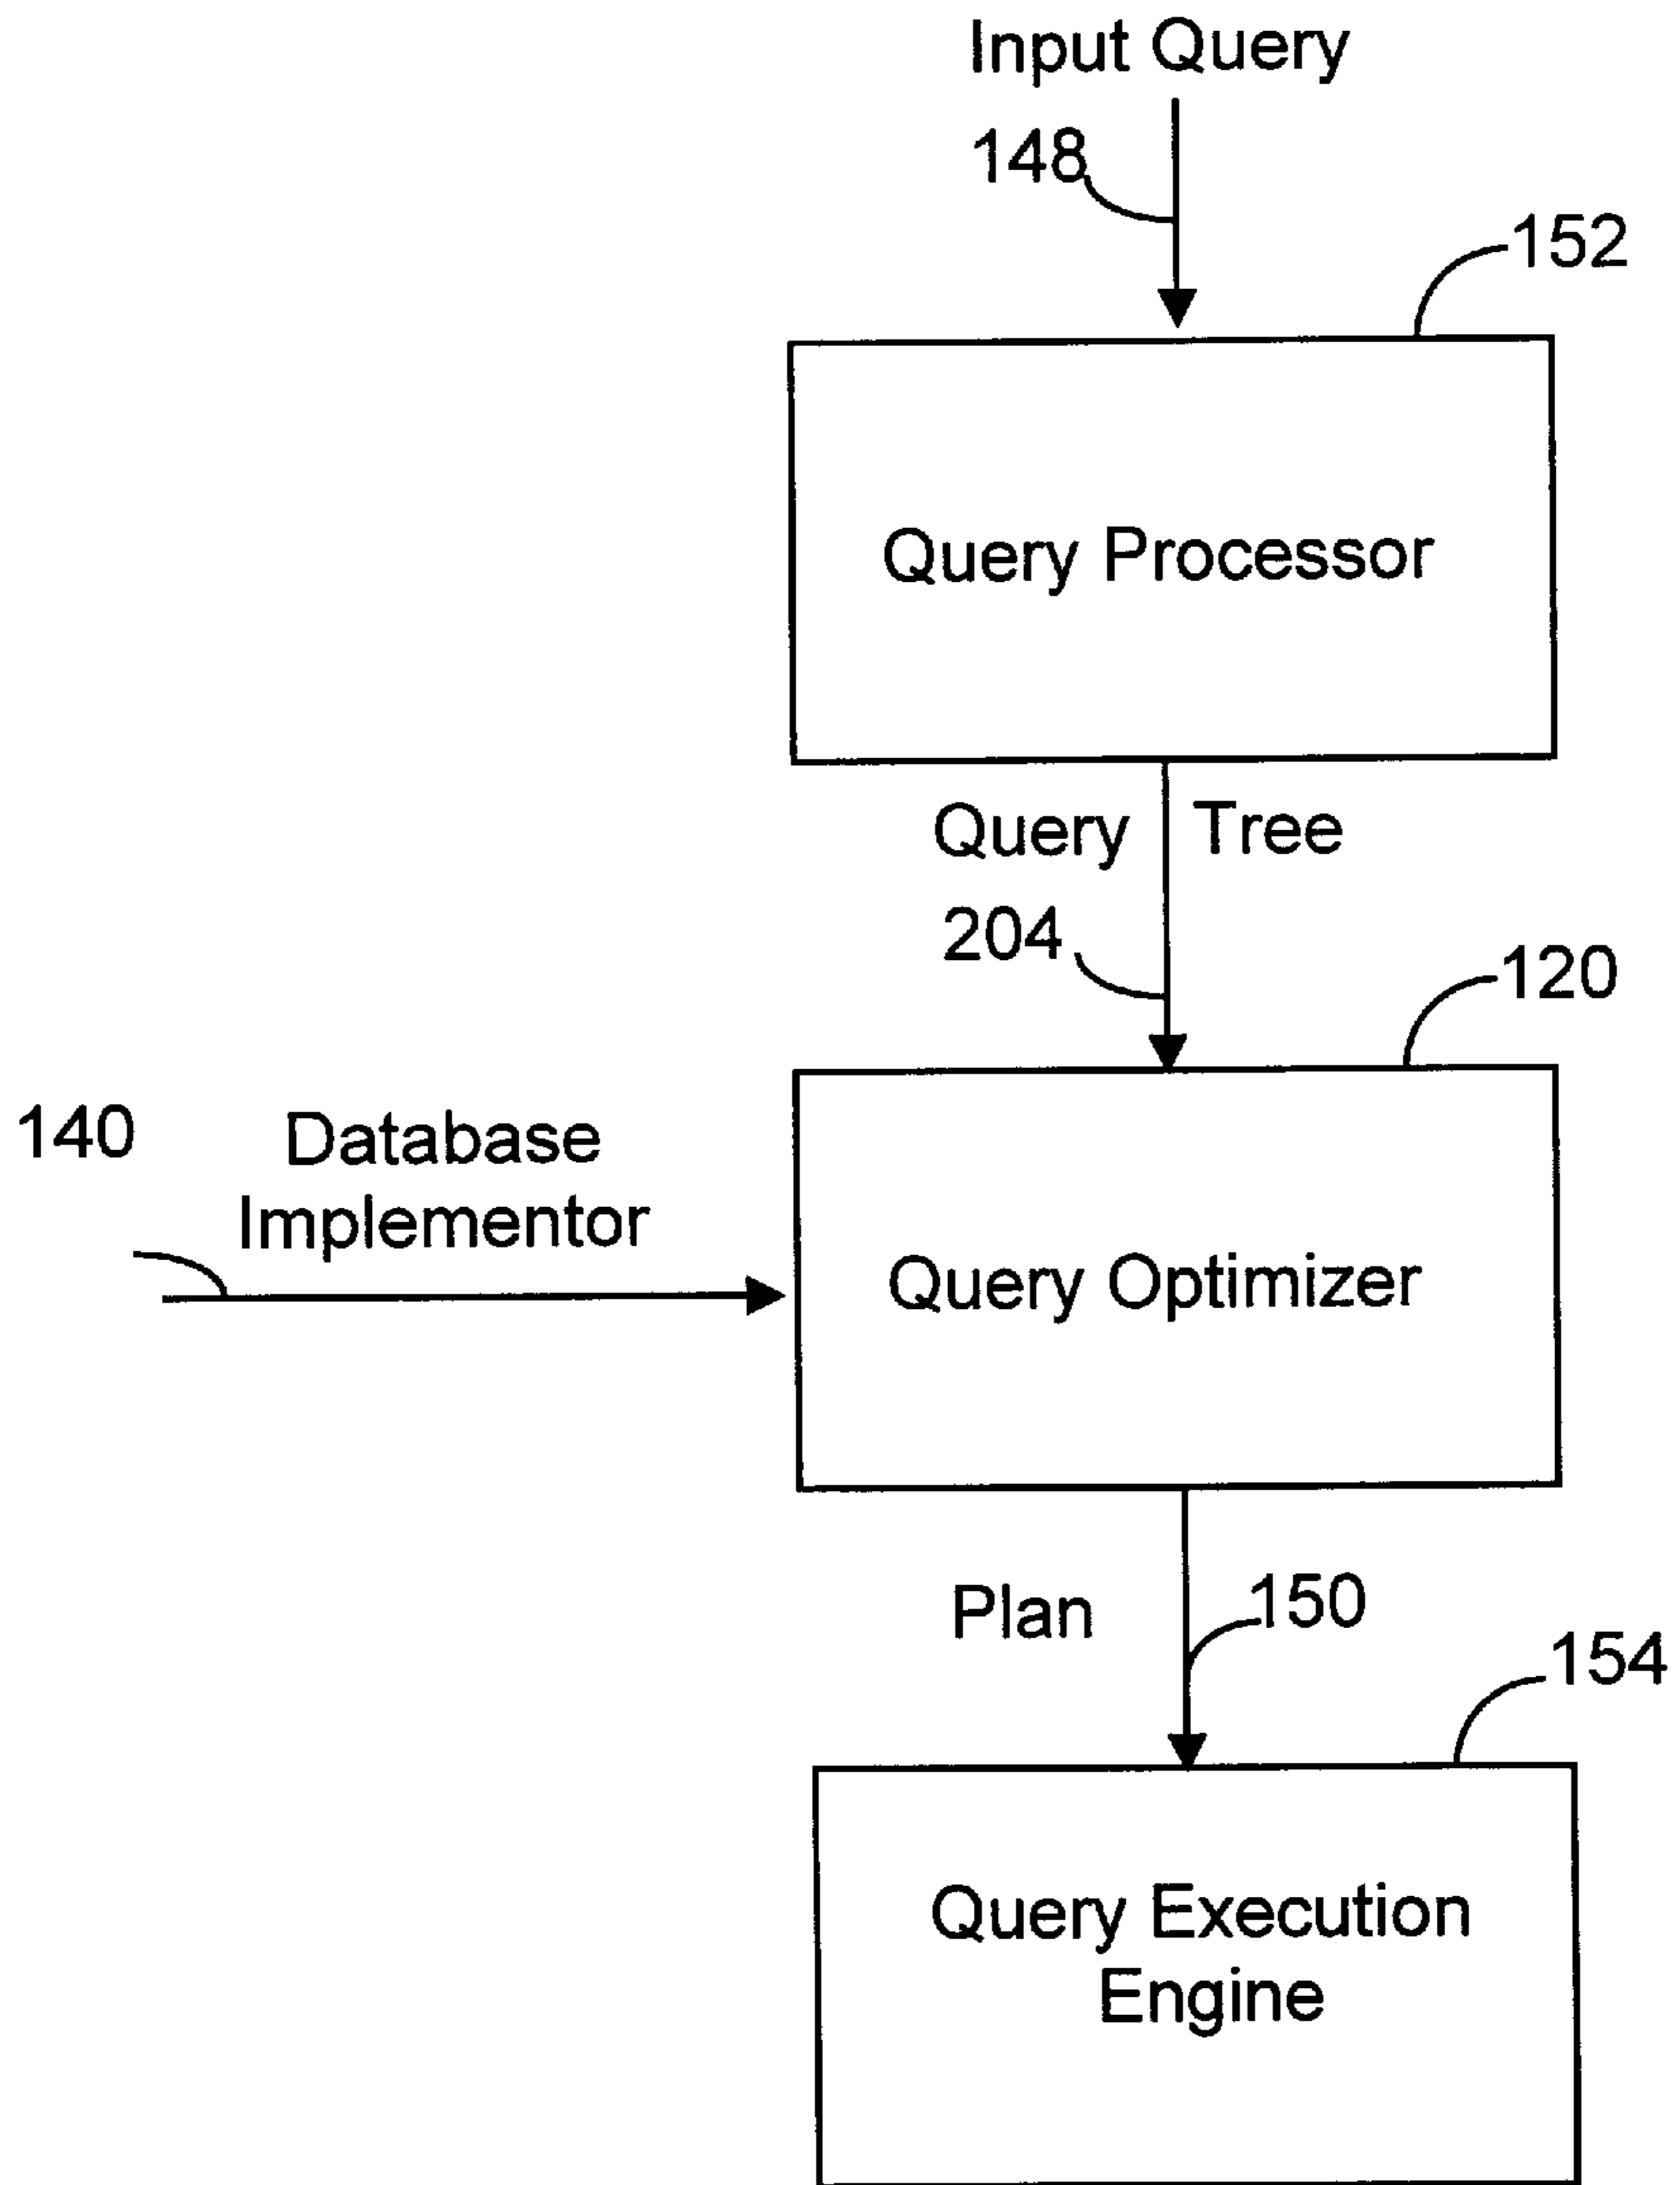 Input Query
148
152
Query Processor
Query Tree
204
120
140
Database
Implementor
Query Optimizer
Plan
150
154
Query Execution
Engine